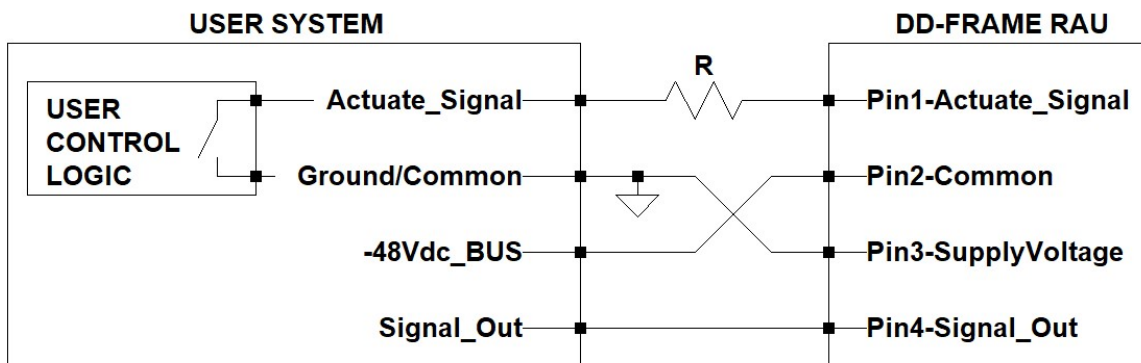 USER SYSTEM
DD-FRAME RAU
USER
CONTROL
LOGIC
Actuate_Signal
R
Pin1-Actuate_Signal
Ground/Common
Pin2-Common
-48Vdc_BUS
Pin3-SupplyVoltage
Signal_Out
Pin4-Signal_Out